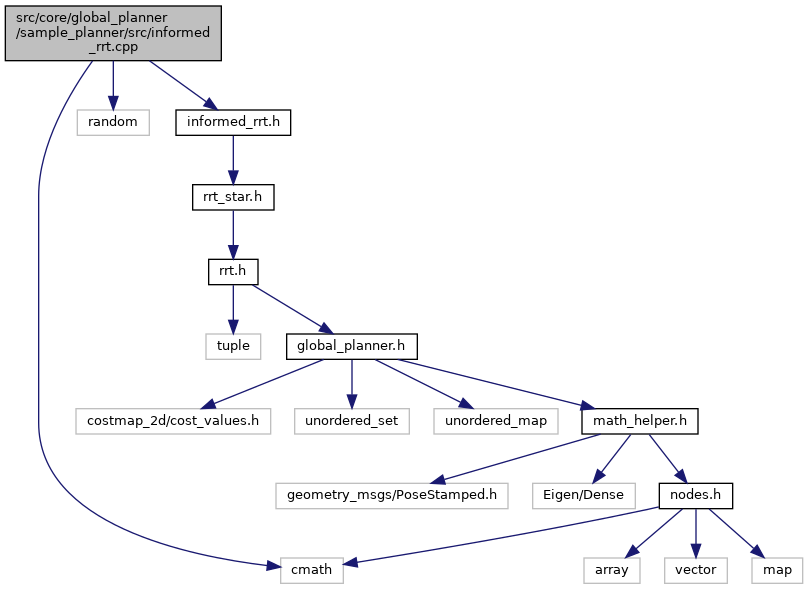 src/core/global_planner
/sample_planner/src/informed
_rrt.cpp
random
informed_rrt.h
rrt_star.h
rrt.h
tuple
global_planner.h
costmap_2d/cost_values.h
unordered_set
unordered_map
math_helper.h
geometry_msgs/PoseStamped.h
Eigen/Dense
nodes.h
cmath
array
vector
map